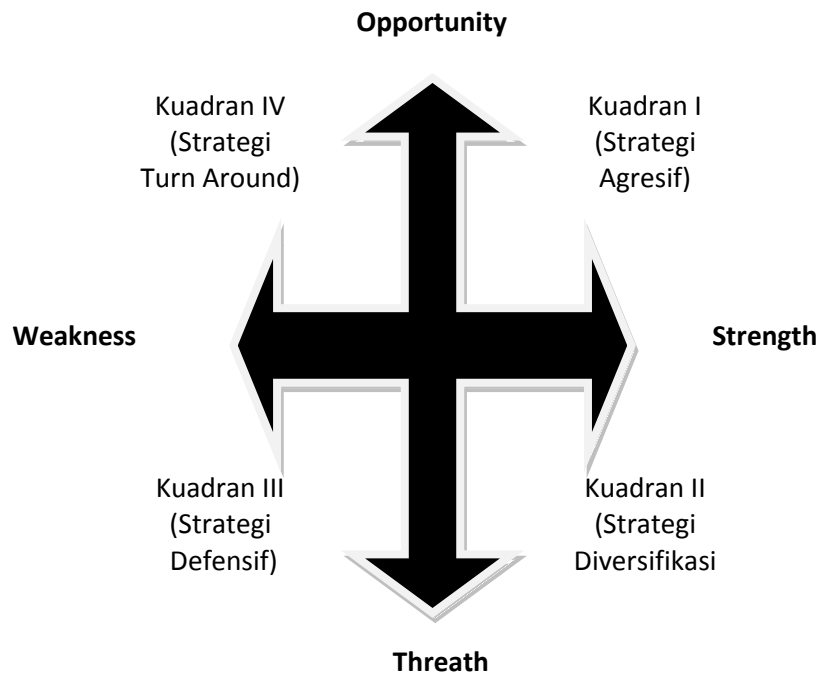 Opportunity
Kuadran IV
(Strategi
Turn Around)
Kuadran I
(Strategi
Agresif)
Weakness
Strength
Kuadran III
(Strategi
Defensif)
Kuadran II
(Strategi
Diversifikasi
Threath